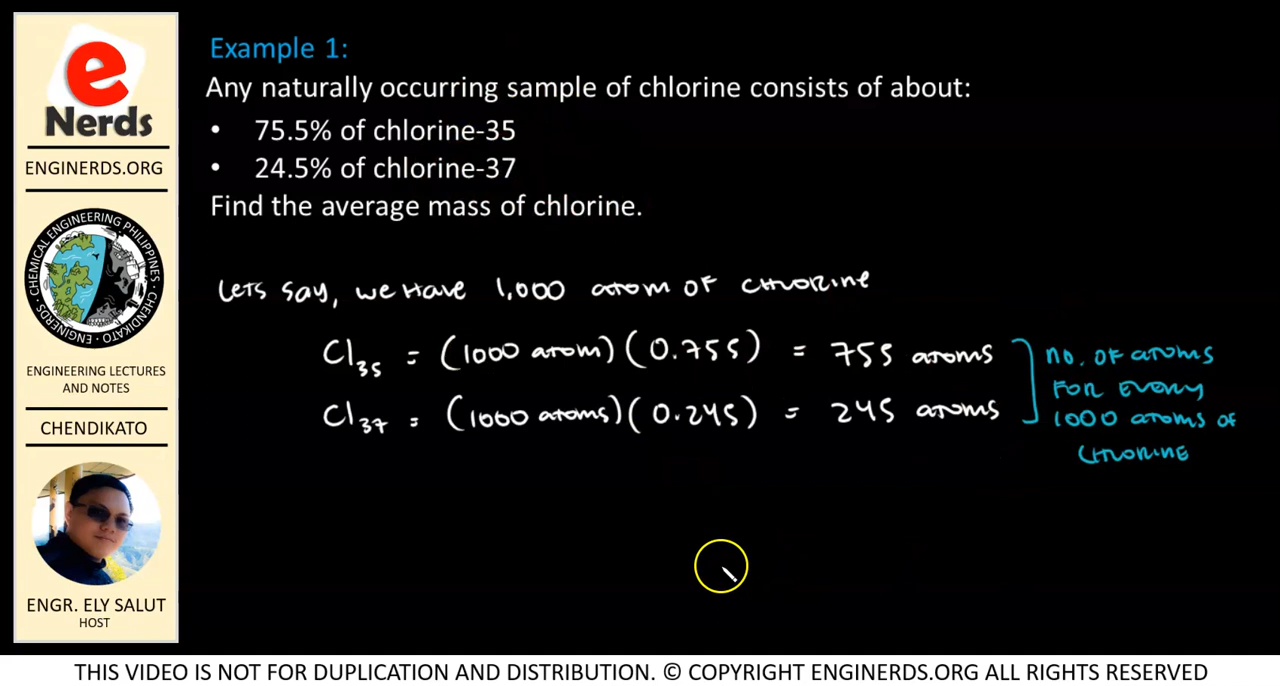 e
Nerds
ENGINERDS.ORG
CHEMICAL ENGINEERING PHILIPPINES
ENGINERDS · CHENDIKATO
ENGINEERING LECTURES
AND NOTES
CHENDIKATO
ENGR. ELY SALUT
HOST
Example 1:
Any naturally occurring sample of chlorine consists of about:
• 75.5% of chlorine-35
• 24.5% of chlorine-37
Find the average mass of chlorine.
Lets say, we Have 1,000 atom of CHLORINE
Cl₃₅ = (1000 atom)(0.755) = 755 atoms
Cl₃₇ = (1000 atoms)(0.245) = 245 atoms
no. of atoms
FOR EVERY
1000 atoms of
CHLORINE
THIS VIDEO IS NOT FOR DUPLICATION AND DISTRIBUTION. © COPYRIGHT ENGINERDS.ORG ALL RIGHTS RESERVED